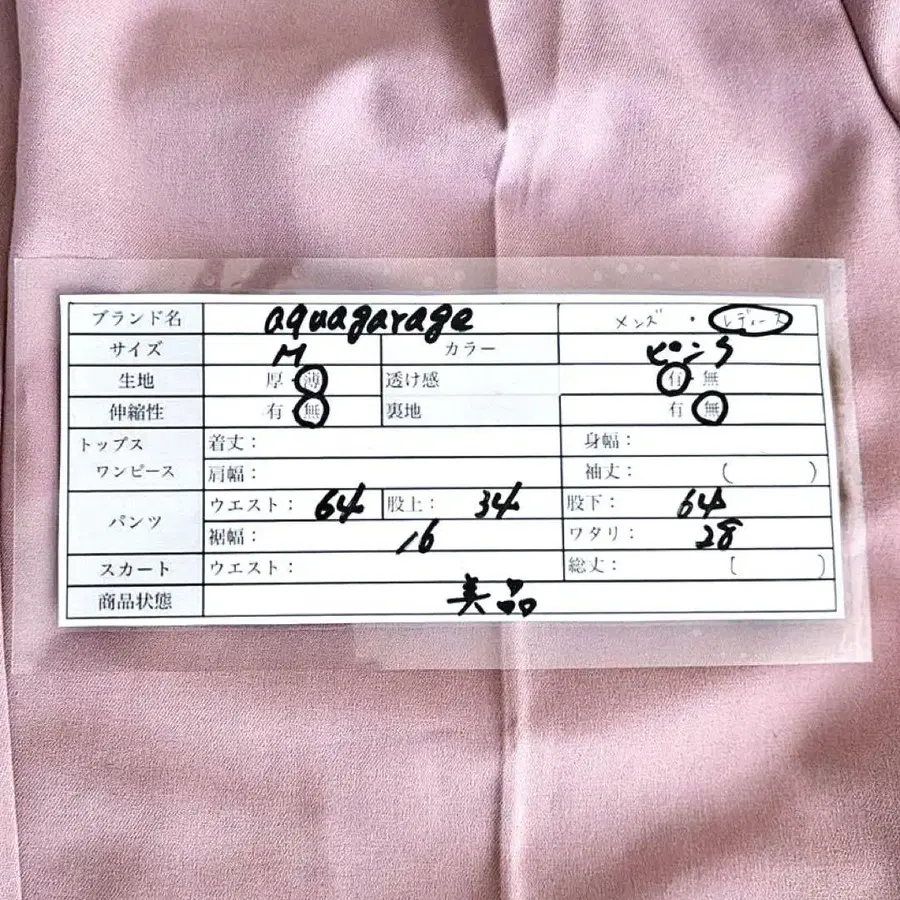 ブランド名 aquagarage メンズ ・ レディース
サイズ M カラー ピンク
生地 厚 薄 透け感 有 無
伸縮性 有 無 裏地 有 無
トップス ワンピース 着丈： 身幅：
肩幅： 袖丈： ( )
パンツ ウエスト： 64 股上： 34 股下： 64
裾幅： 16 ワタリ： 28
スカート ウエスト： 総丈： ( )
商品状態 美品